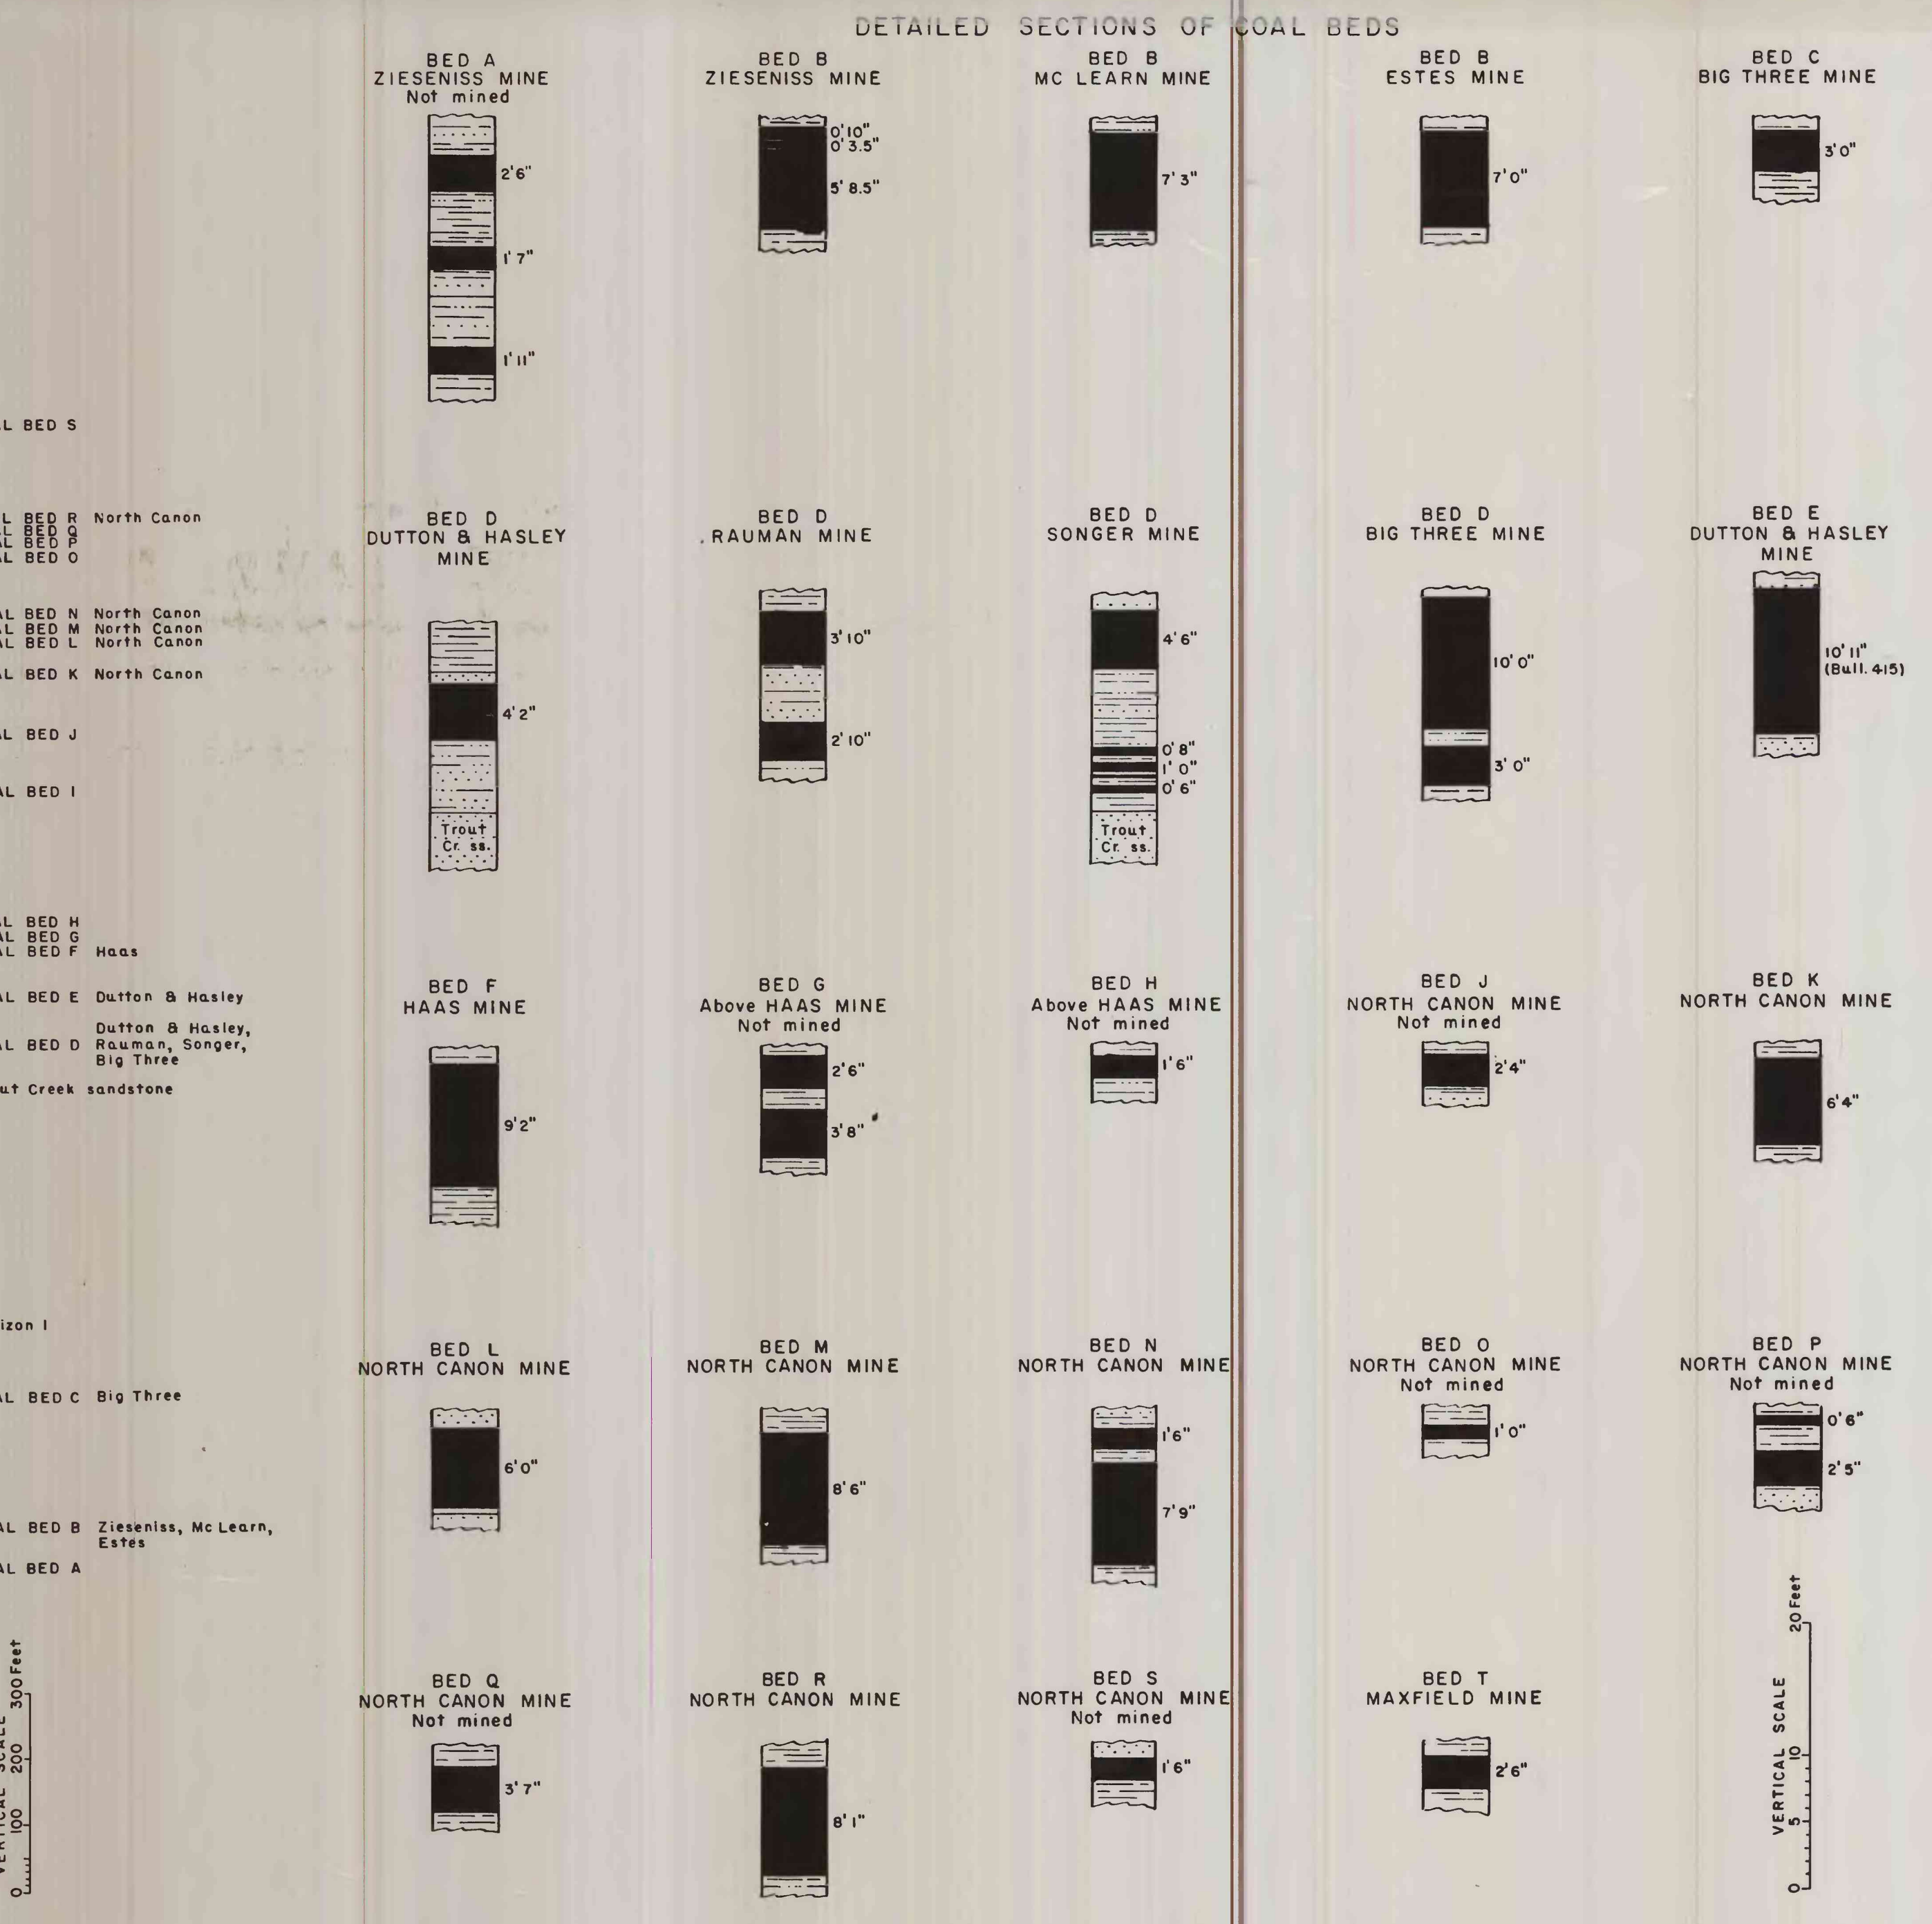 DETAILED SECTIONS OF COAL BEDS
BED A
ZIESENISS MINE
Not mined
2'6"
1'7"
1'11"
BED B
ZIESENISS MINE
0'10"
0'3.5"
5'8.5"
BED B
MC LEARN MINE
7'3"
BED B
ESTES MINE
7'0"
BED C
BIG THREE MINE
3'0"
L BED S
L BED R North Canon
L BED Q
AL BED P
AL BED O
AL BED N North Canon
AL BED M North Canon
AL BED L North Canon
AL BED K North Canon
AL BED J
AL BED I
AL BED H
AL BED G
AL BED F Haas
AL BED E Dutton & Hasley
Dutton & Hasley,
AL BED D Rauman, Songer,
Big Three
ut Creek sandstone
izon I
AL BED C Big Three
AL BED B Zieseniss, Mc Learn,
Estes
AL BED A
VERTICAL SCALE
0 100 200 300 Feet
BED D
DUTTON & HASLEY
MINE
4'2"
Trout
Cr. ss.
BED D
RAUMAN MINE
3'10"
2'10"
BED D
SONGER MINE
4'6"
0'8"
1'0"
0'6"
Trout
Cr. ss.
BED D
BIG THREE MINE
10'0"
3'0"
BED E
DUTTON & HASLEY
MINE
10'11"
(Bull. 415)
BED F
HAAS MINE
9'2"
BED G
Above HAAS MINE
Not mined
2'6"
3'8"
BED H
Above HAAS MINE
Not mined
1'6"
BED J
NORTH CANON MINE
Not mined
2'4"
BED K
NORTH CANON MINE
6'4"
BED L
NORTH CANON MINE
6'0"
BED M
NORTH CANON MINE
8'6"
BED N
NORTH CANON MINE
1'6"
7'9"
BED O
NORTH CANON MINE
Not mined
1'0"
BED P
NORTH CANON MINE
Not mined
0'6"
2'5"
BED Q
NORTH CANON MINE
Not mined
3'7"
BED R
NORTH CANON MINE
8'1"
BED S
NORTH CANON MINE
Not mined
1'6"
BED T
MAXFIELD MINE
2'6"
VERTICAL SCALE
0 5 10 20 Feet